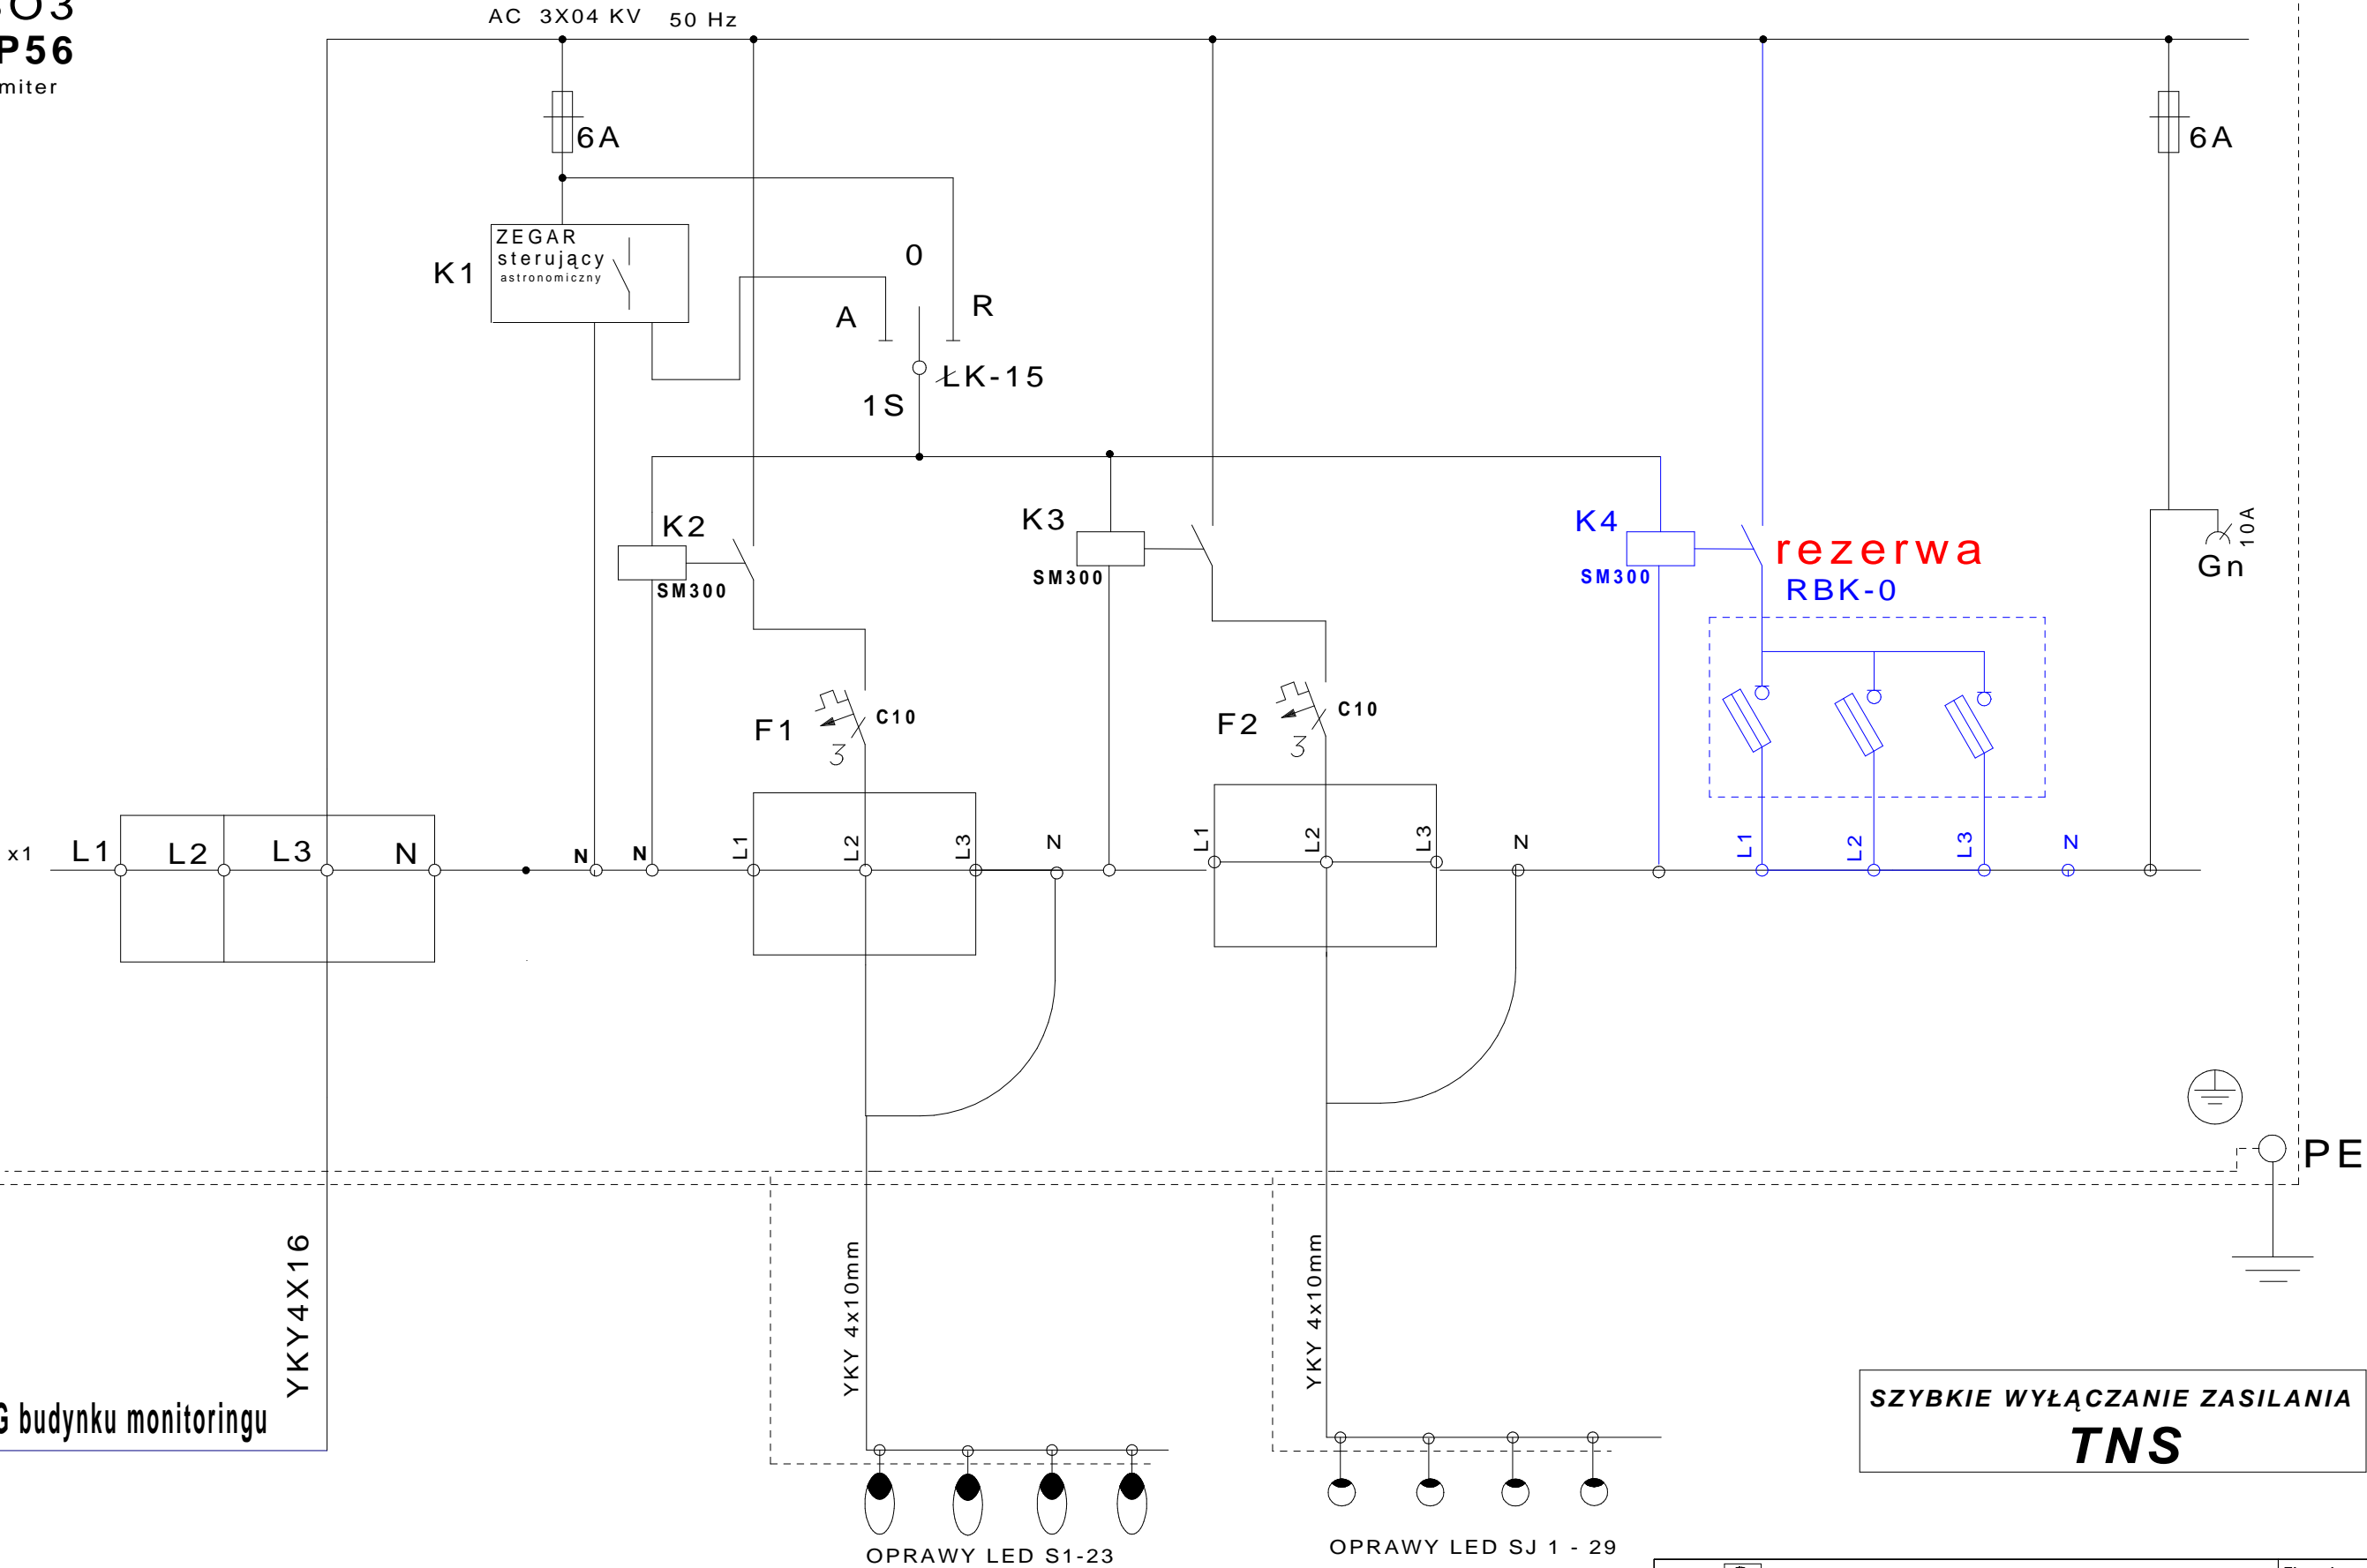 AC 3X04 KV 50 Hz
P56
6A
6A
ZEGAR
sterujący
astronomiczny
K1
0
A
R
ŁK-15
1S
K2
SM300
K3
SM300
K4
SM300
rezerwa
RBK-0
10A
Gn
F1
C10
3
F2
C10
3
x1
L1
L2
L3
N
N
N
L1
L2
L3
N
L1
L2
L3
N
L1
L2
L3
N
PE
YKY4X16
YKY 4x10mm
YKY 4x10mm
G budynku monitoringu
SZYBKIE WYŁĄCZANIE ZASILANIA
TNS
OPRAWY LED S1-23
OPRAWY LED SJ 1 - 29